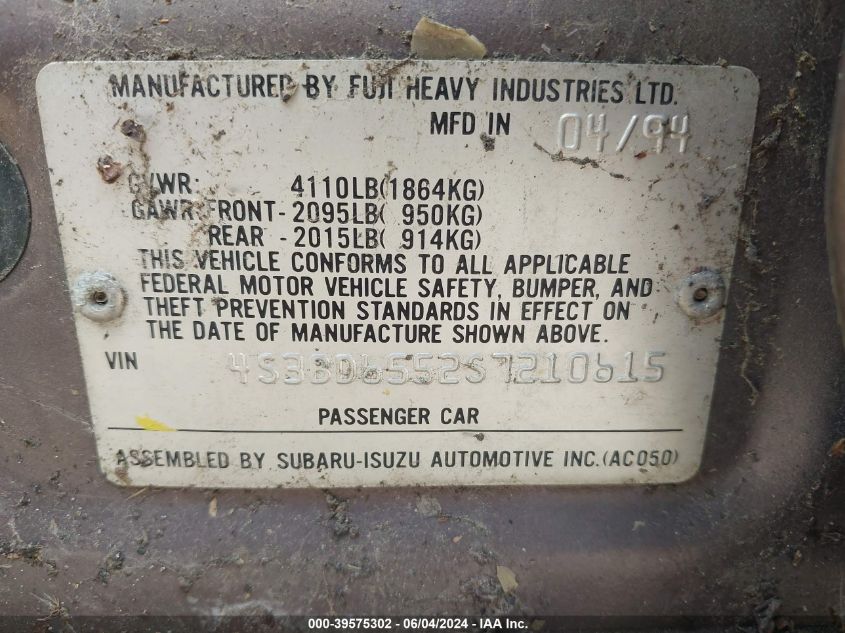 MANUFACTURED BY FUJI HEAVY INDUSTRIES LTD.
MFD IN 04/94
GVWR: 4110LB(1864KG)
GAWR:FRONT-2095LB( 950KG)
REAR -2015LB( 914KG)
THIS VEHICLE CONFORMS TO ALL APPLICABLE
FEDERAL MOTOR VEHICLE SAFETY, BUMPER, AND
THEFT PREVENTION STANDARDS IN EFFECT ON
THE DATE OF MANUFACTURE SHOWN ABOVE.
VIN 4S3BD6552S7210615
PASSENGER CAR
ASSEMBLED BY SUBARU-ISUZU AUTOMOTIVE INC.(AC050)
000-39575302 - 06/04/2024 - IAA Inc.